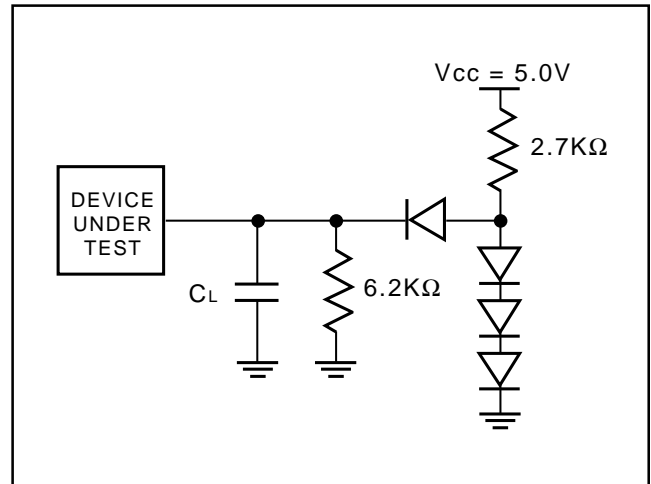 Vcc = 5.0V
2.7KΩ
DEVICE
UNDER
TEST
CL
6.2KΩ